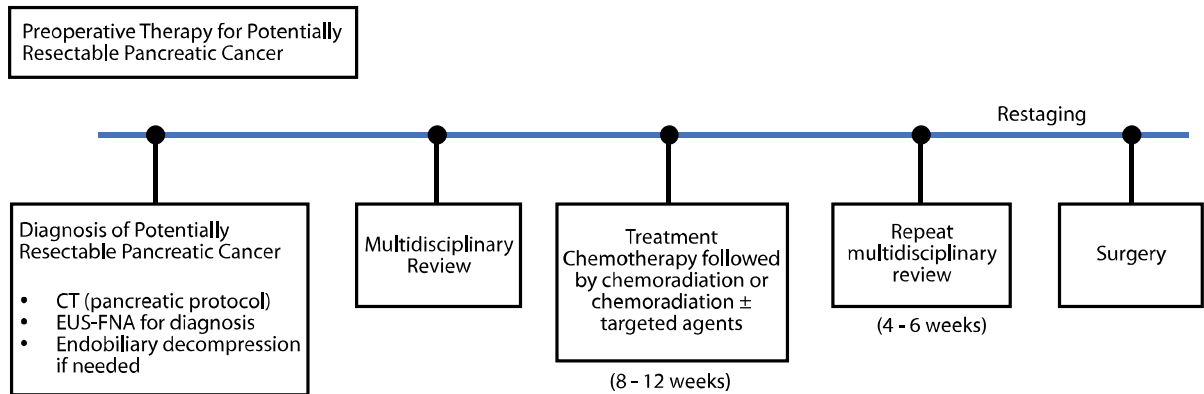 Preoperative Therapy for Potentially
Resectable Pancreatic Cancer
Restaging
Diagnosis of Potentially
Resectable Pancreatic Cancer
• CT (pancreatic protocol)
• EUS-FNA for diagnosis
• Endobiliary decompression
if needed
Multidisciplinary
Review
Treatment
Chemotherapy followed
by chemoradiation or
chemoradiation ±
targeted agents
(8 - 12 weeks)
Repeat
multidisciplinary
review
(4 - 6 weeks)
Surgery